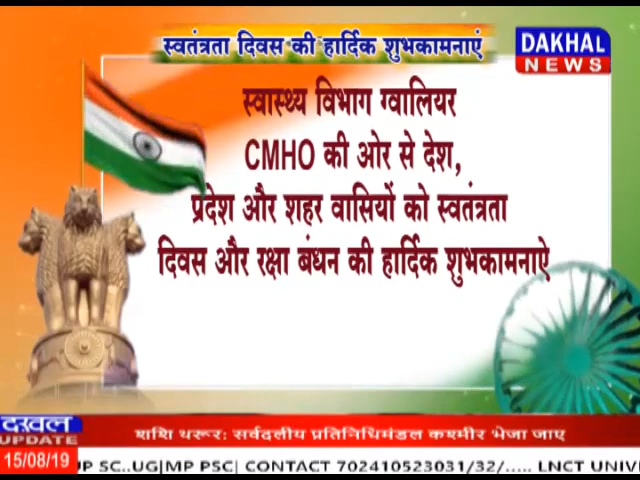 स्वतंत्रता दिवस की हार्दिक शुभकामनाएं
DAKHAL
NEWS
स्वास्थ्य विभाग ग्वालियर
CMHO की ओर से देश,
प्रदेश और शहर वासियों को स्वतंत्रता
दिवस और रक्षा बंधन की हार्दिक शुभकामनाऐ
दखल
UPDATE
शशि थरूर: सर्वदलीय प्रतिनिधिमंडल कश्मीर भेजा जाए
15/08/19
UP SC..UG|MP PSC| CONTACT 702410523031/32/..... LNCT UNIV